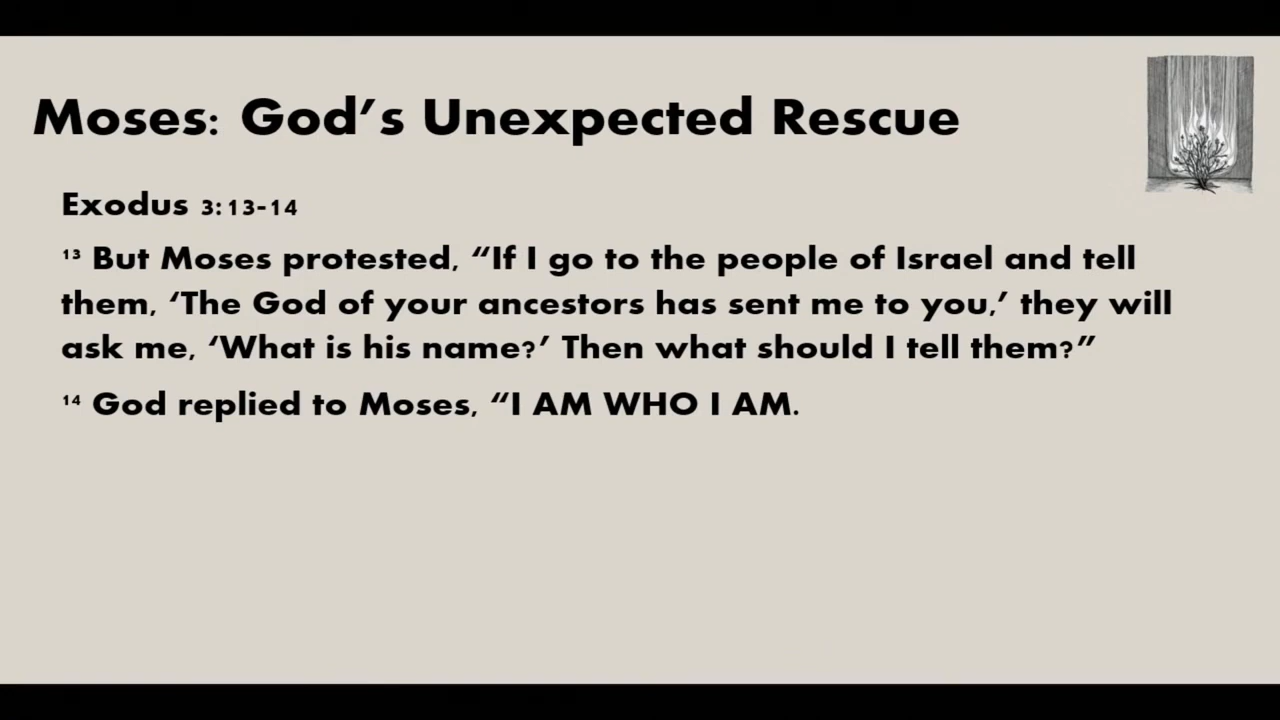 Moses: God’s Unexpected Rescue
Exodus 3:13-14
¹³ But Moses protested, “If I go to the people of Israel and tell
them, ‘The God of your ancestors has sent me to you,’ they will
ask me, ‘What is his name?’ Then what should I tell them?”
¹⁴ God replied to Moses, “I AM WHO I AM.